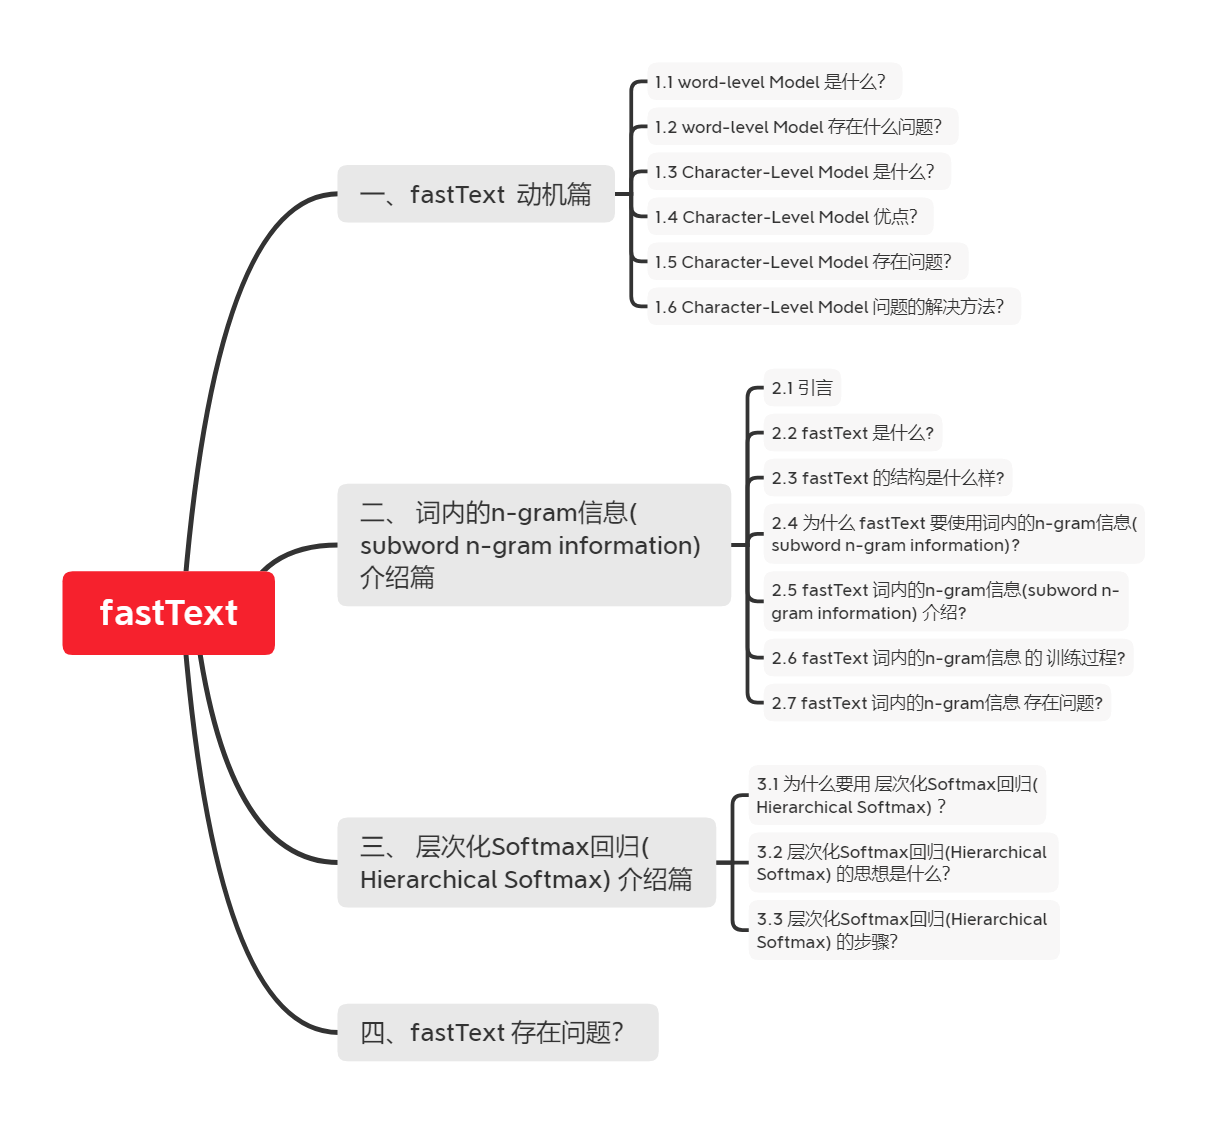 fastText
一、fastText 动机篇
1.1 word-level Model 是什么？
1.2 word-level Model 存在什么问题？
1.3 Character-Level Model 是什么？
1.4 Character-Level Model 优点？
1.5 Character-Level Model 存在问题？
1.6 Character-Level Model 问题的解决方法？
二、 词内的n-gram信息(
subword n-gram information)
介绍篇
2.1 引言
2.2 fastText 是什么?
2.3 fastText 的结构是什么样?
2.4 为什么 fastText 要使用词内的n-gram信息(
subword n-gram information)?
2.5 fastText 词内的n-gram信息(subword n-
gram information) 介绍?
2.6 fastText 词内的n-gram信息 的 训练过程?
2.7 fastText 词内的n-gram信息 存在问题?
三、 层次化Softmax回归(
Hierarchical Softmax) 介绍篇
3.1 为什么要用 层次化Softmax回归(
Hierarchical Softmax) ？
3.2 层次化Softmax回归(Hierarchical
Softmax) 的思想是什么？
3.3 层次化Softmax回归(Hierarchical
Softmax) 的步骤？
四、fastText 存在问题？